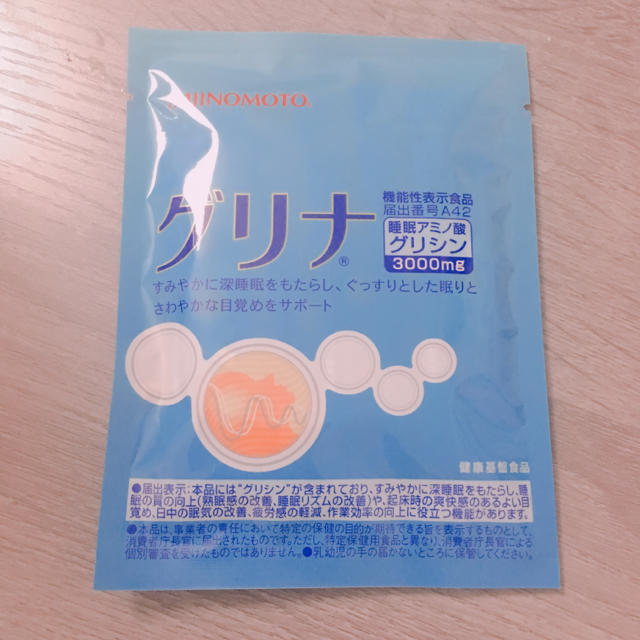 AJINOMOTO
グリナ®
機能性表示食品
届出番号A42
睡眠アミノ酸
グリシン
3000mg
すみやかに深睡眠をもたらし、ぐっすりとした眠りと
さわやかな目覚めをサポート
健康基盤食品
●届出表示:本品には"グリシン"が含まれており、すみやかに深睡眠をもたらし、睡
眠の質の向上(熟眠感の改善、睡眠リズムの改善)や、起床時の爽快感のあるよい目
覚め、日中の眠気の改善、疲労感の軽減、作業効率の向上に役立つ機能があります。
●本品は、事業者の責任において特定の保健の目的が期待できる旨を表示するものとして、
消費者庁長官に届出されたものです。ただし、特定保健用食品と異なり、消費者庁長官による
個別審査を受けたものではありません。●乳幼児の手の届かないところに保管してください。